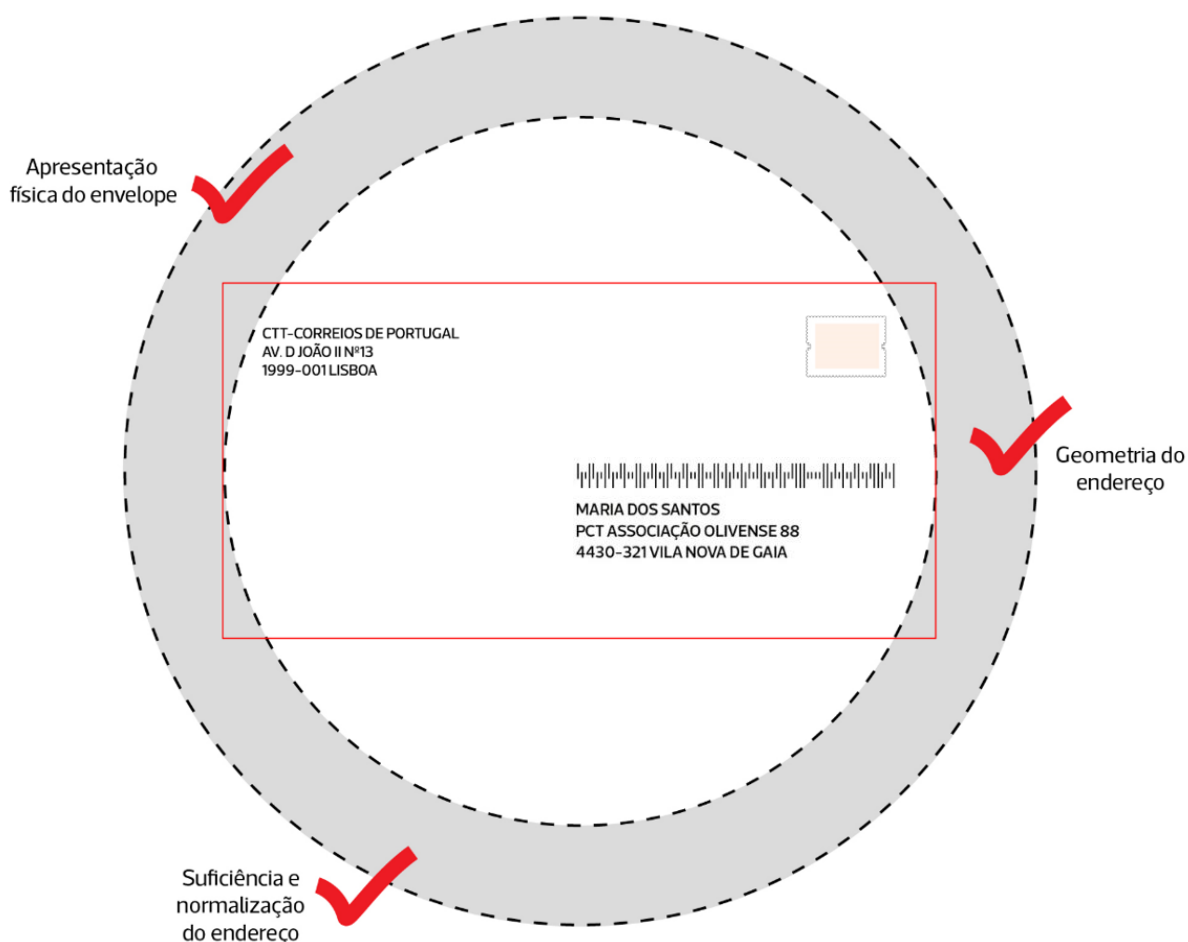 Apresentação
física do envelope
CTT-CORREIOS DE PORTUGAL
AV. D JOÃO II Nº13
1999-001 LISBOA
Geometria do
endereço
MARIA DOS SANTOS
PCT ASSOCIAÇÃO OLIVENSE 88
4430-321 VILA NOVA DE GAIA
Suficiência e
normalização
do endereço